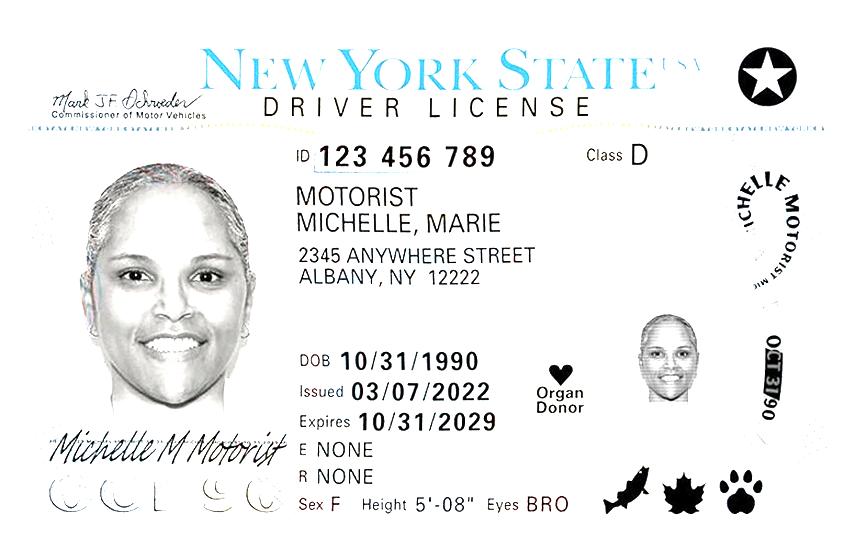 NEW YORK STATE USA
DRIVER LICENSE
Mark JF Schroeder
Commissioner of Motor Vehicles
ID 123 456 789
Class D
MOTORIST
MICHELLE, MARIE
2345 ANYWHERE STREET
ALBANY, NY 12222
ICHELLE MOTORIST MIC
DOB 10/31/1990
Issued 03/07/2022
Expires 10/31/2029
Organ
Donor
OCT 31/90
Michelle M Motorist
E NONE
R NONE
Sex F Height 5'-08" Eyes BRO